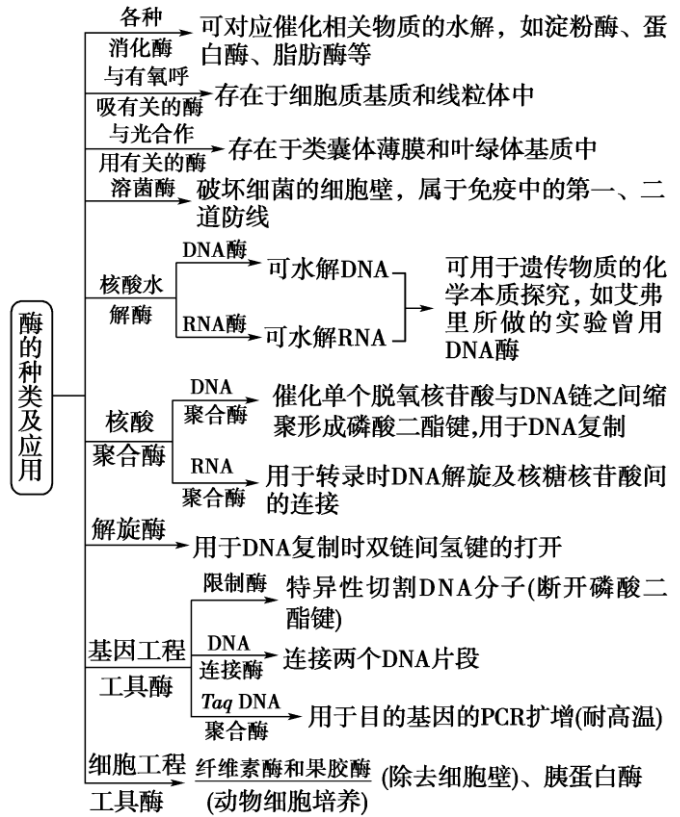 酶的种类及应用
各种
消化酶
可对应催化相关物质的水解，如淀粉酶、蛋
白酶、脂肪酶等
与有氧呼
吸有关的酶
存在于细胞质基质和线粒体中
与光合作
用有关的酶
存在于类囊体薄膜和叶绿体基质中
溶菌酶
破坏细菌的细胞壁，属于免疫中的第一、二
道防线
核酸水
解酶
DNA酶
可水解DNA
RNA酶
可水解RNA
可用于遗传物质的化
学本质探究，如艾弗
里所做的实验曾用
DNA酶
核酸
聚合酶
DNA
聚合酶
催化单个脱氧核苷酸与DNA链之间缩
聚形成磷酸二酯键,用于DNA复制
RNA
聚合酶
用于转录时DNA解旋及核糖核苷酸间
的连接
解旋酶
用于DNA复制时双链间氢键的打开
基因工程
工具酶
限制酶
特异性切割DNA分子(断开磷酸二
酯键)
DNA
连接酶
连接两个DNA片段
Taq DNA
聚合酶
用于目的基因的PCR扩增(耐高温)
细胞工程
工具酶
纤维素酶和果胶酶(除去细胞壁)、胰蛋白酶
(动物细胞培养)